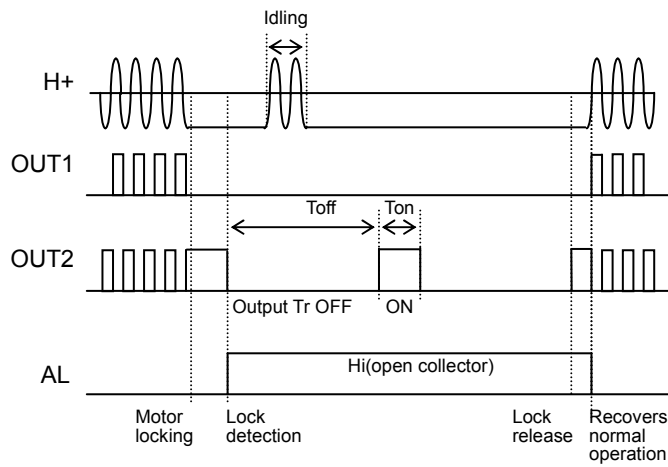 Idling
H+
OUT1
Toff
Ton
OUT2
Output Tr OFF
ON
Hi(open collector)
AL
Motor
locking
Lock
detection
Lock
release
Recovers
normal
operation